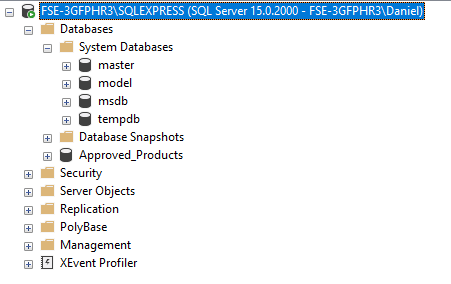 FSE-3GFPHR3\SQLEXPRESS (SQL Server 15.0.2000 - FSE-3GFPHR3\Daniel)
Databases
System Databases
master
model
msdb
tempdb
Database Snapshots
Approved_Products
Security
Server Objects
Replication
PolyBase
Management
XEvent Profiler